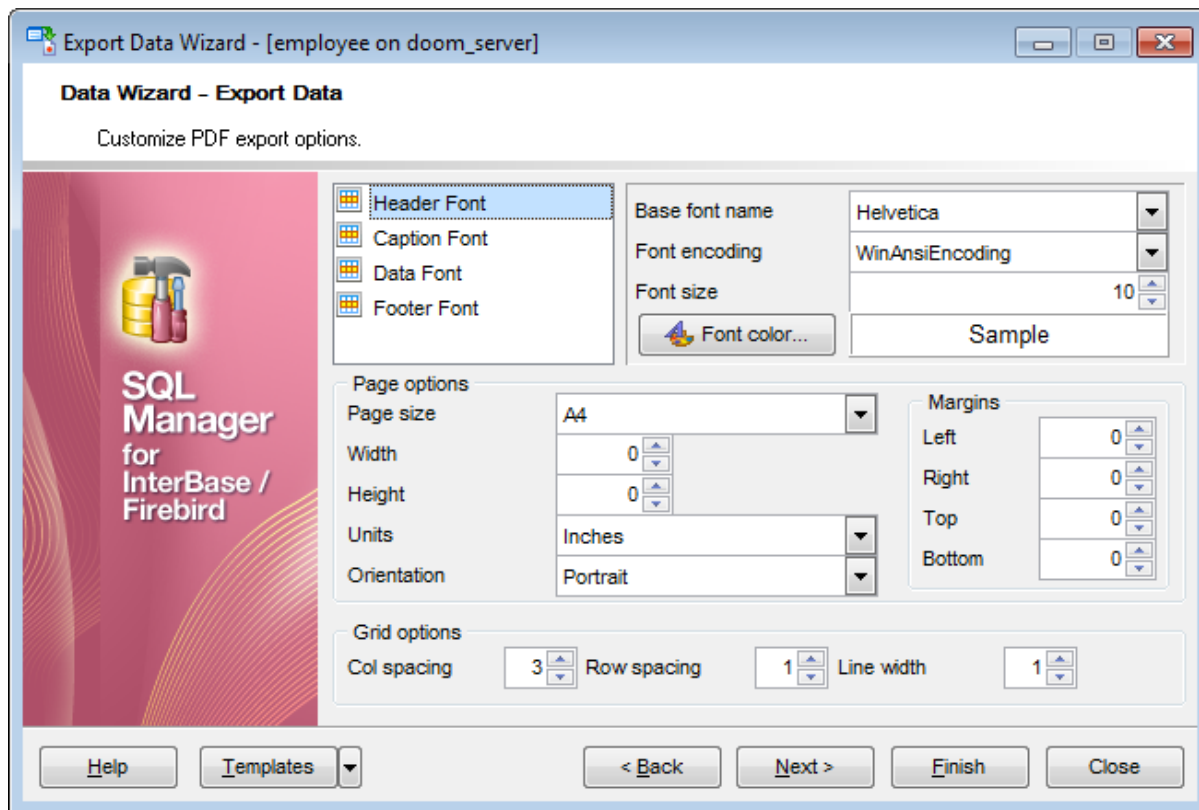 Export Data Wizard - [employee on doom_server]
Data Wizard - Export Data
Customize PDF export options.
SQL
Manager
for
InterBase /
Firebird
Header Font
Caption Font
Data Font
Footer Font
Base font name Helvetica
Font encoding WinAnsiEncoding
Font size 10
Font color... Sample
Page options
Page size A4
Width 0
Height 0
Units Inches
Orientation Portrait
Margins
Left 0
Right 0
Top 0
Bottom 0
Grid options
Col spacing 3 Row spacing 1 Line width 1
Help Templates < Back Next > Finish Close